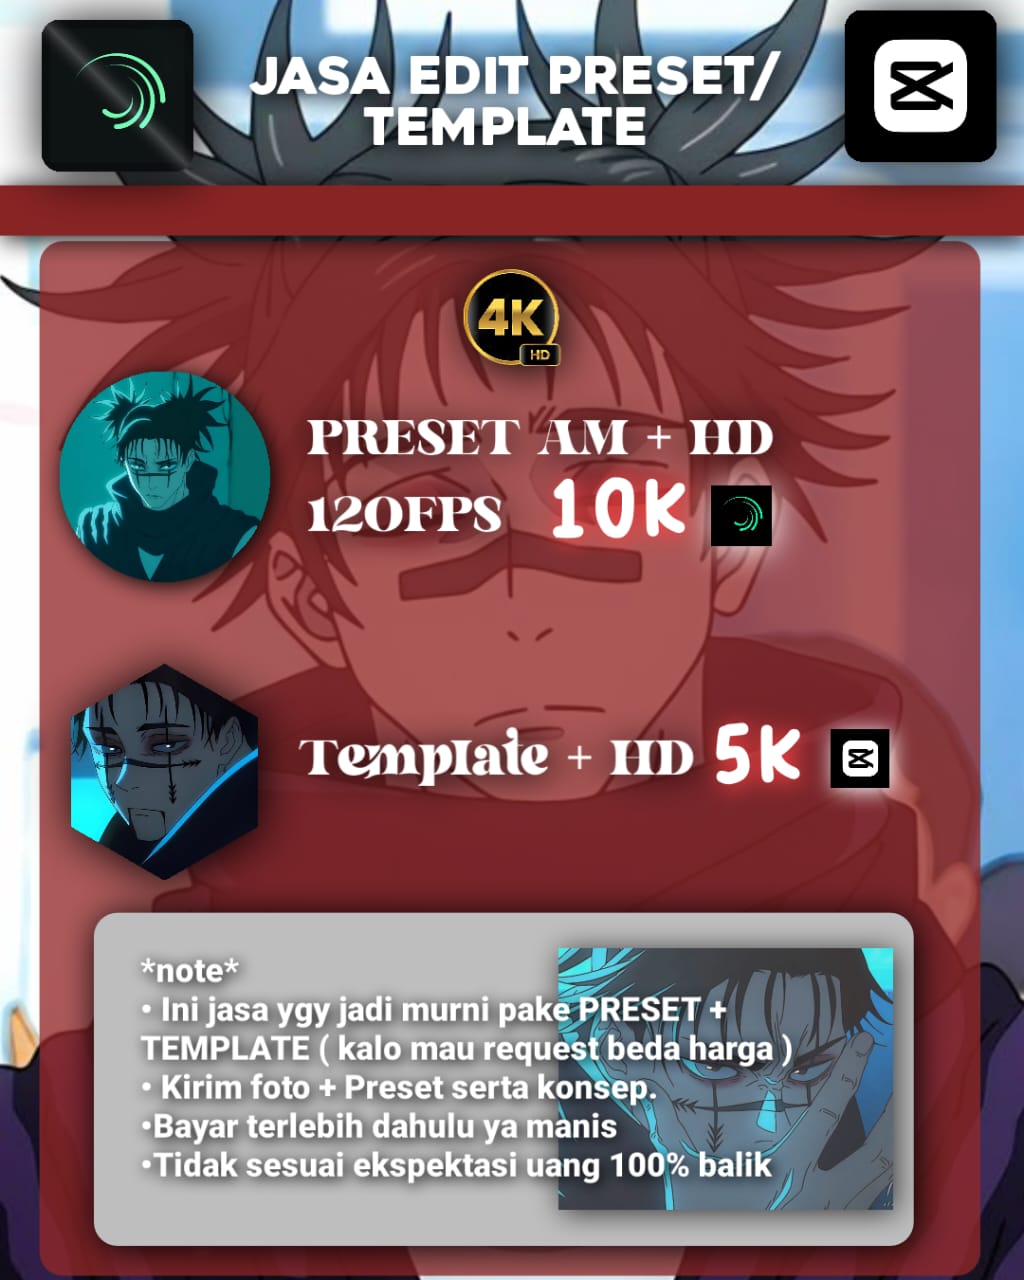 JASA EDIT PRESET/
TEMPLATE
4K
HD
PRESET AM + HD
120FPS 10K
Template + HD 5K
*note*
• Ini jasa ygy jadi murni pake PRESET +
TEMPLATE ( kalo mau request beda harga )
• Kirim foto + Preset serta konsep.
•Bayar terlebih dahulu ya manis
•Tidak sesuai ekspektasi uang 100% balik